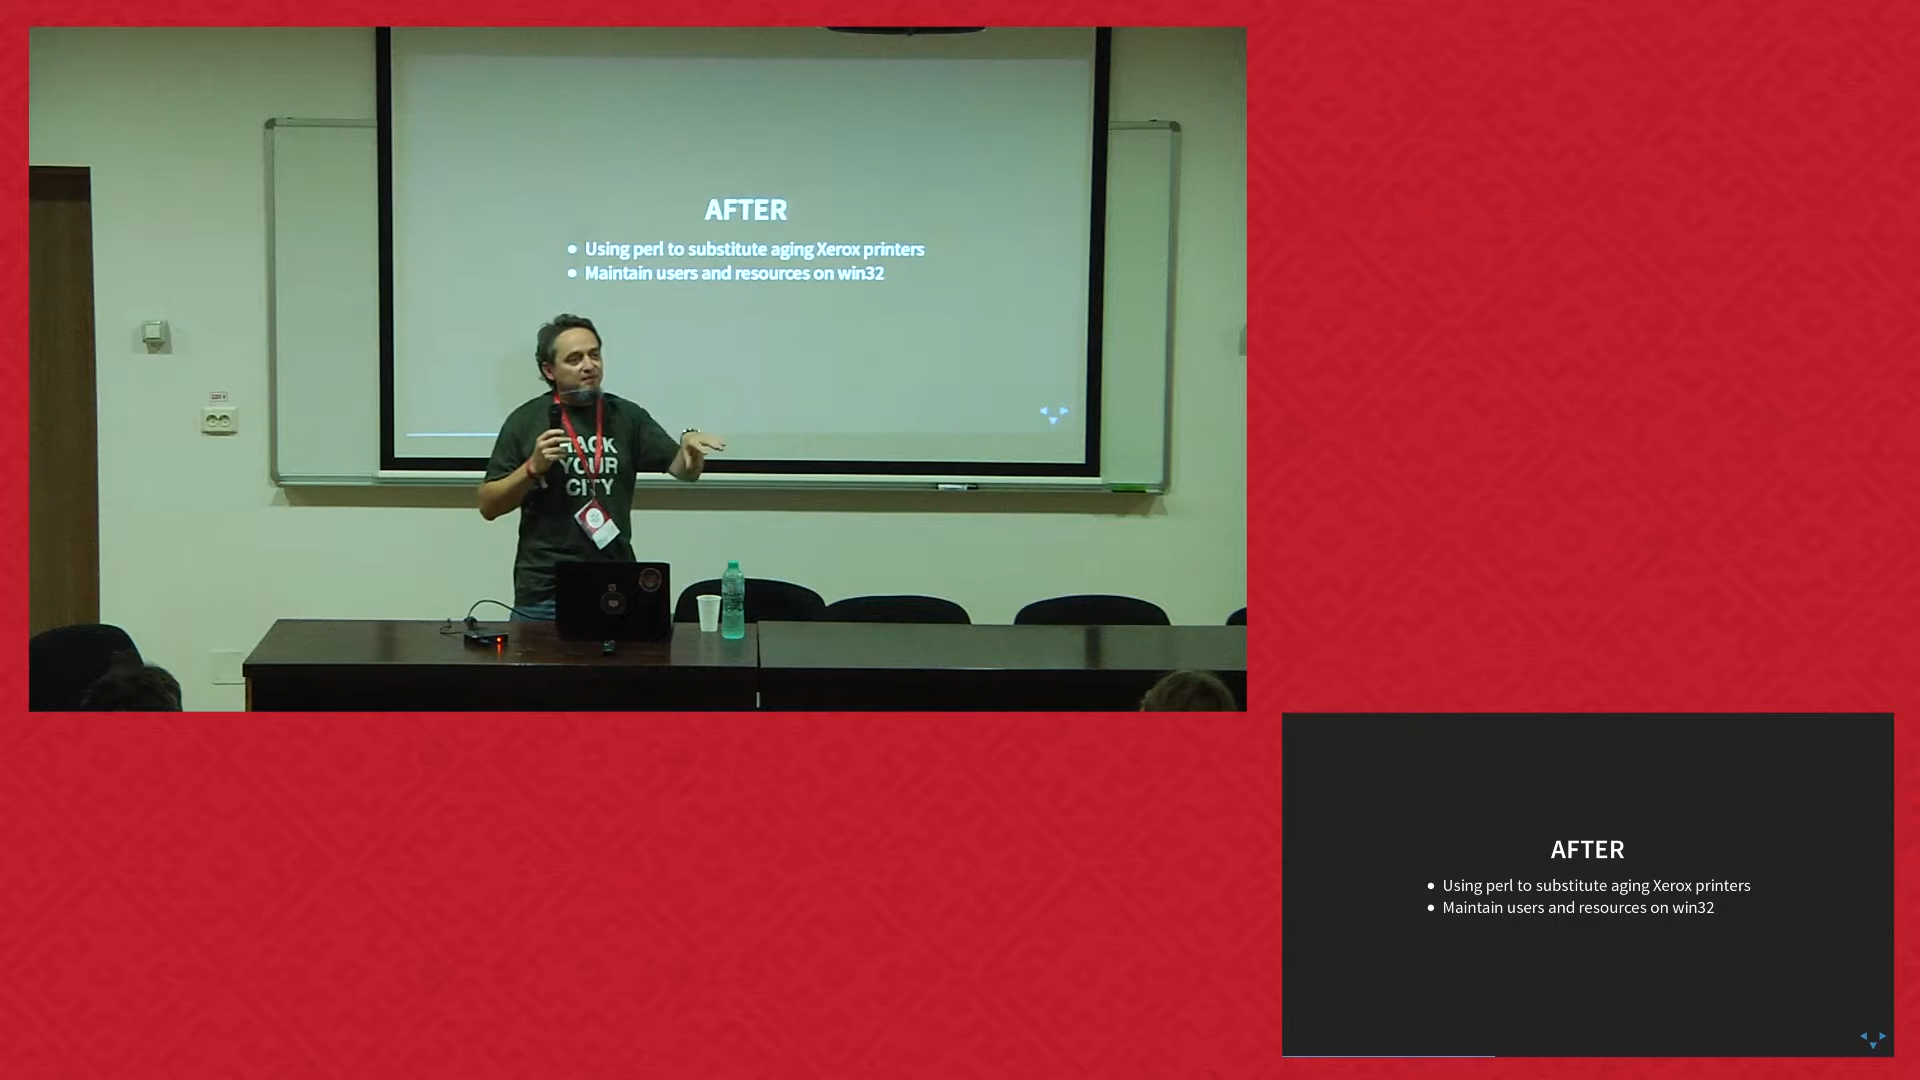 AFTER
Using perl to substitute aging Xerox printers
Maintain users and resources on win32
HACK
YOUR
CITY
220 V
AFTER
Using perl to substitute aging Xerox printers
Maintain users and resources on win32